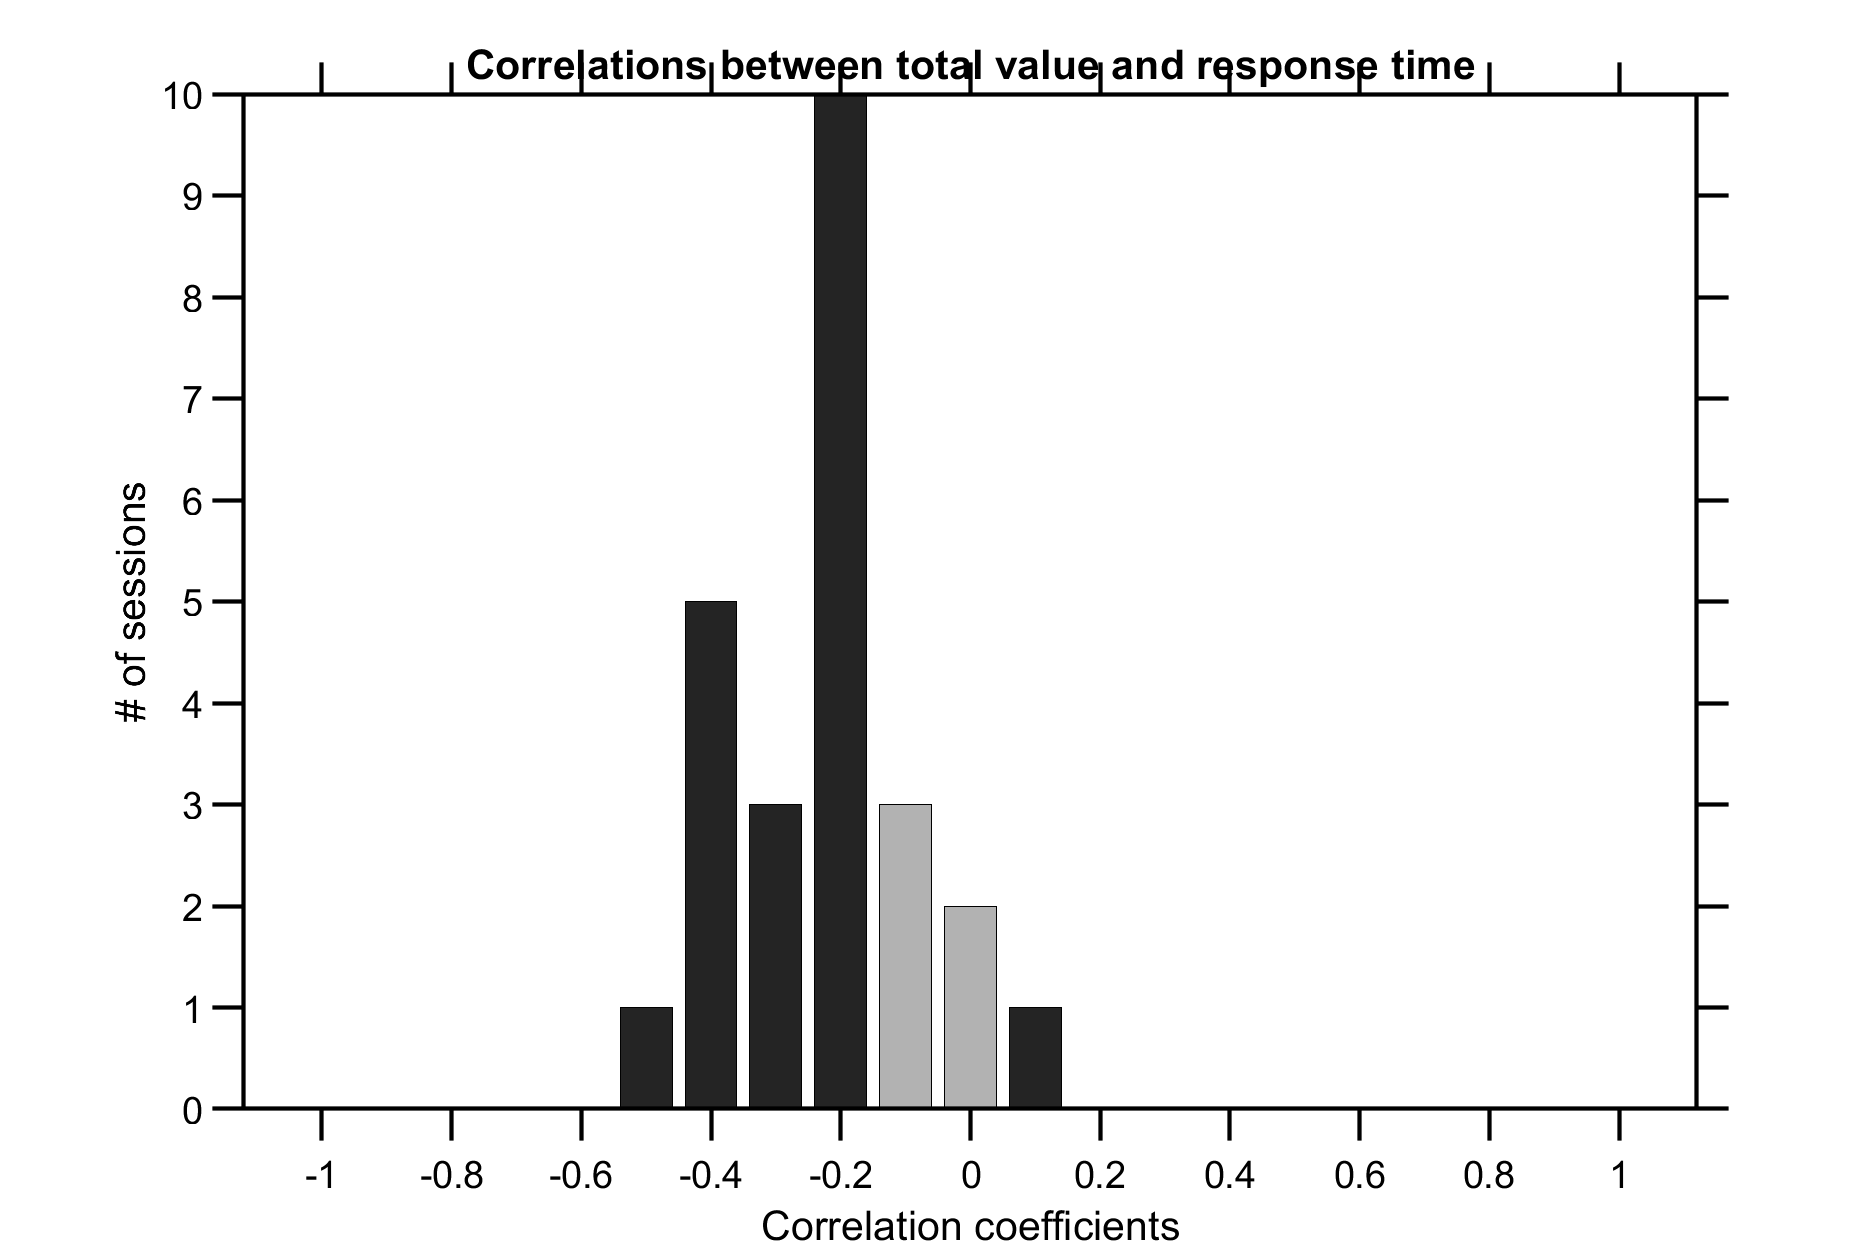 Correlations between total value and response time
10
9
8
7
6
5
4
3
2
1
0
# of sessions
-1 -0.8 -0.6 -0.4 -0.2 0 0.2 0.4 0.6 0.8 1
Correlation coefficients